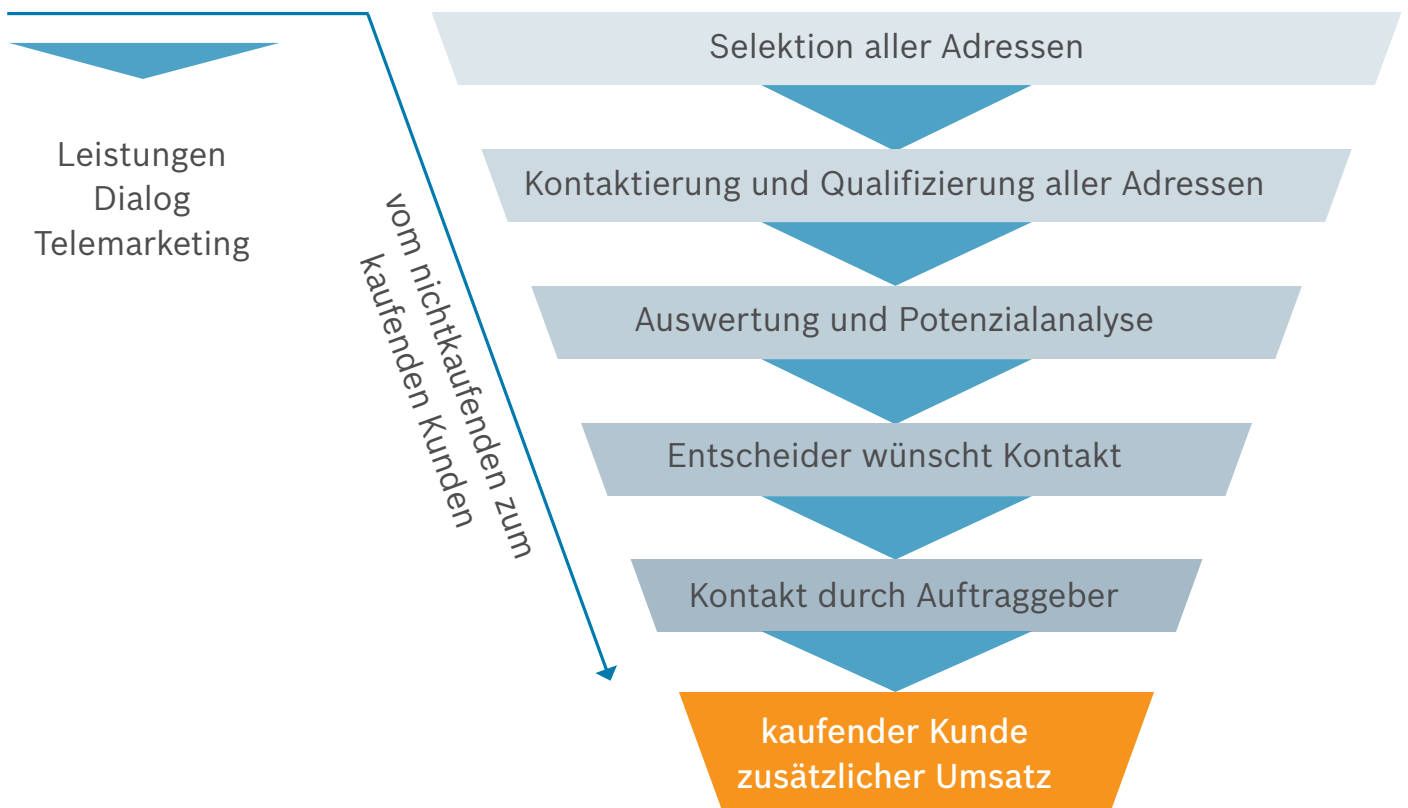 Leistungen
Dialog
Telemarketing
vom nichtkaufenden zum
kaufenden Kunden
Selektion aller Adressen
Kontaktierung und Qualifizierung aller Adressen
Auswertung und Potenzialanalyse
Entscheider wünscht Kontakt
Kontakt durch Auftraggeber
kaufender Kunde
zusätzlicher Umsatz